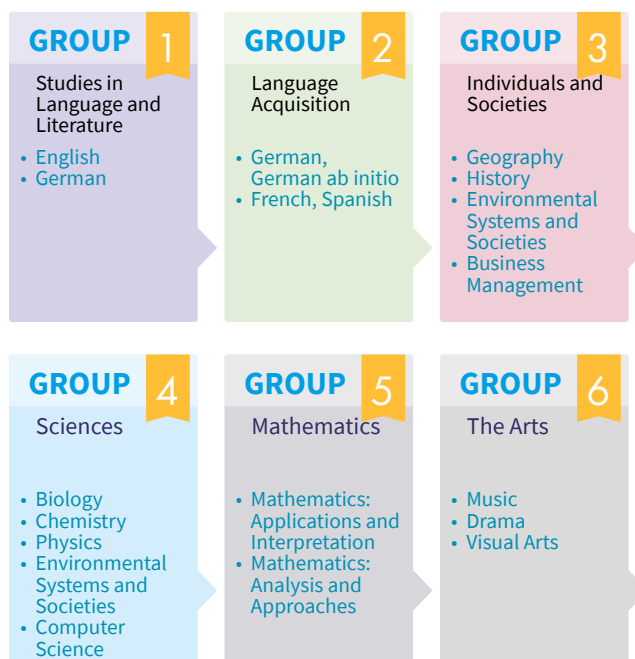 GROUP 1
Studies in
Language and
Literature
• English
• German
GROUP 2
Language
Acquisition
• German,
German ab initio
• French, Spanish
GROUP 3
Individuals and
Societies
• Geography
• History
• Environmental
Systems and
Societies
• Business
Management
GROUP 4
Sciences
• Biology
• Chemistry
• Physics
• Environmental
Systems and
Societies
• Computer
Science
GROUP 5
Mathematics
• Mathematics:
Applications and
Interpretation
• Mathematics:
Analysis and
Approaches
GROUP 6
The Arts
• Music
• Drama
• Visual Arts